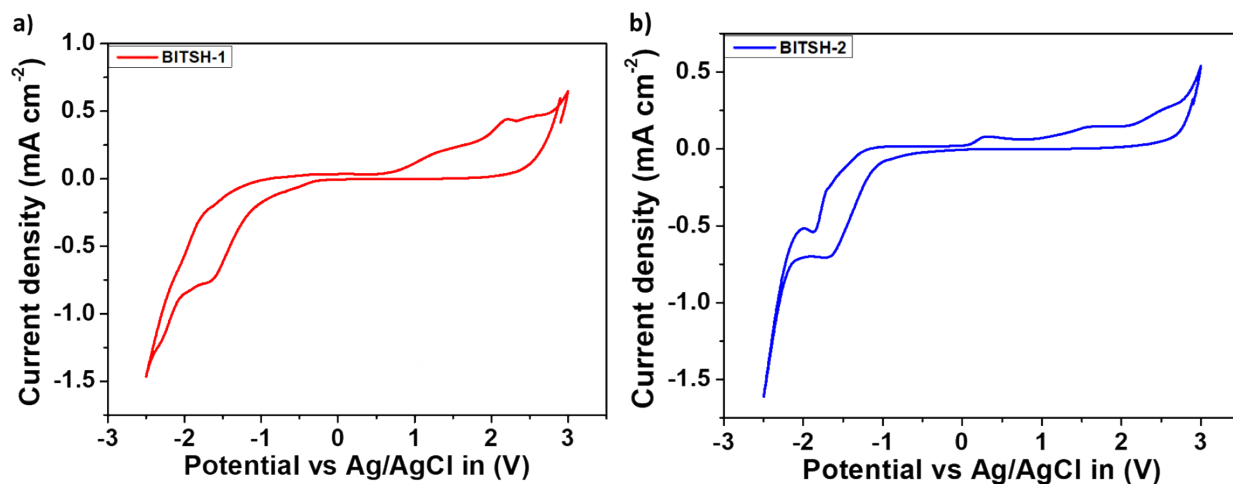 a)
BITSH-1
1.0
0.5
0.0
-0.5
-1.0
-1.5
Current density (mA cm⁻²)
-3 -2 -1 0 1 2 3
Potential vs Ag/AgCl in (V)
b)
BITSH-2
0.5
0.0
-0.5
-1.0
-1.5
Current density (mA cm⁻²)
-3 -2 -1 0 1 2 3
Potential vs Ag/AgCl in (V)